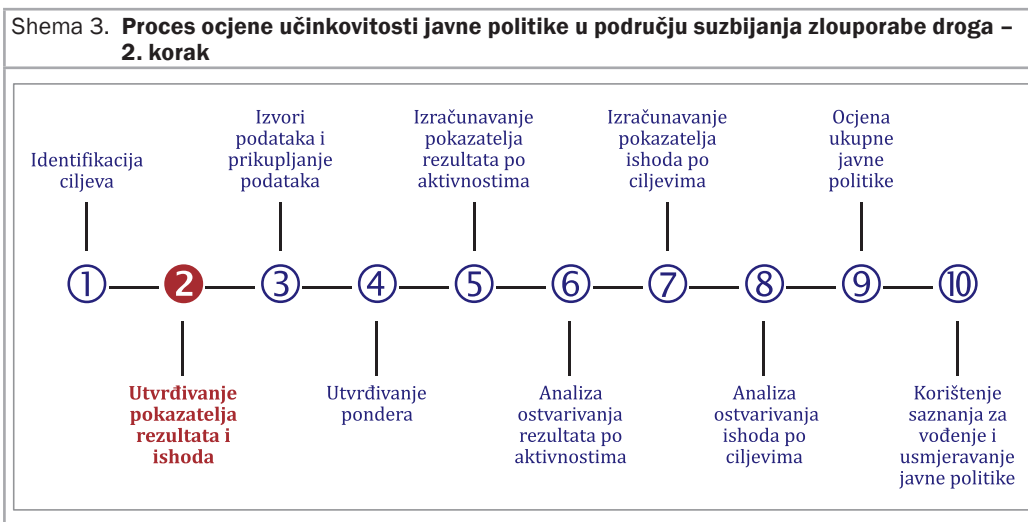 Shema 3. Proces ocjene učinkovitosti javne politike u području suzbijanja zlouporabe droga –
2. korak
Identifikacija
ciljeva
Izvori
podataka i
prikupljanje
podataka
Izračunavanje
pokazatelja
rezultata po
aktivnostima
Izračunavanje
pokazatelja
ishoda po
ciljevima
Ocjena
ukupne
javne
politike
1 2 3 4 5 6 7 8 9 10
Utvrđivanje
pokazatelja
rezultata i
ishoda
Utvrđivanje
pondera
Analiza
ostvarivanja
rezultata po
aktivnostima
Analiza
ostvarivanja
ishoda po
ciljevima
Korištenje
saznanja za
vođenje i
usmjeravanje
javne politike